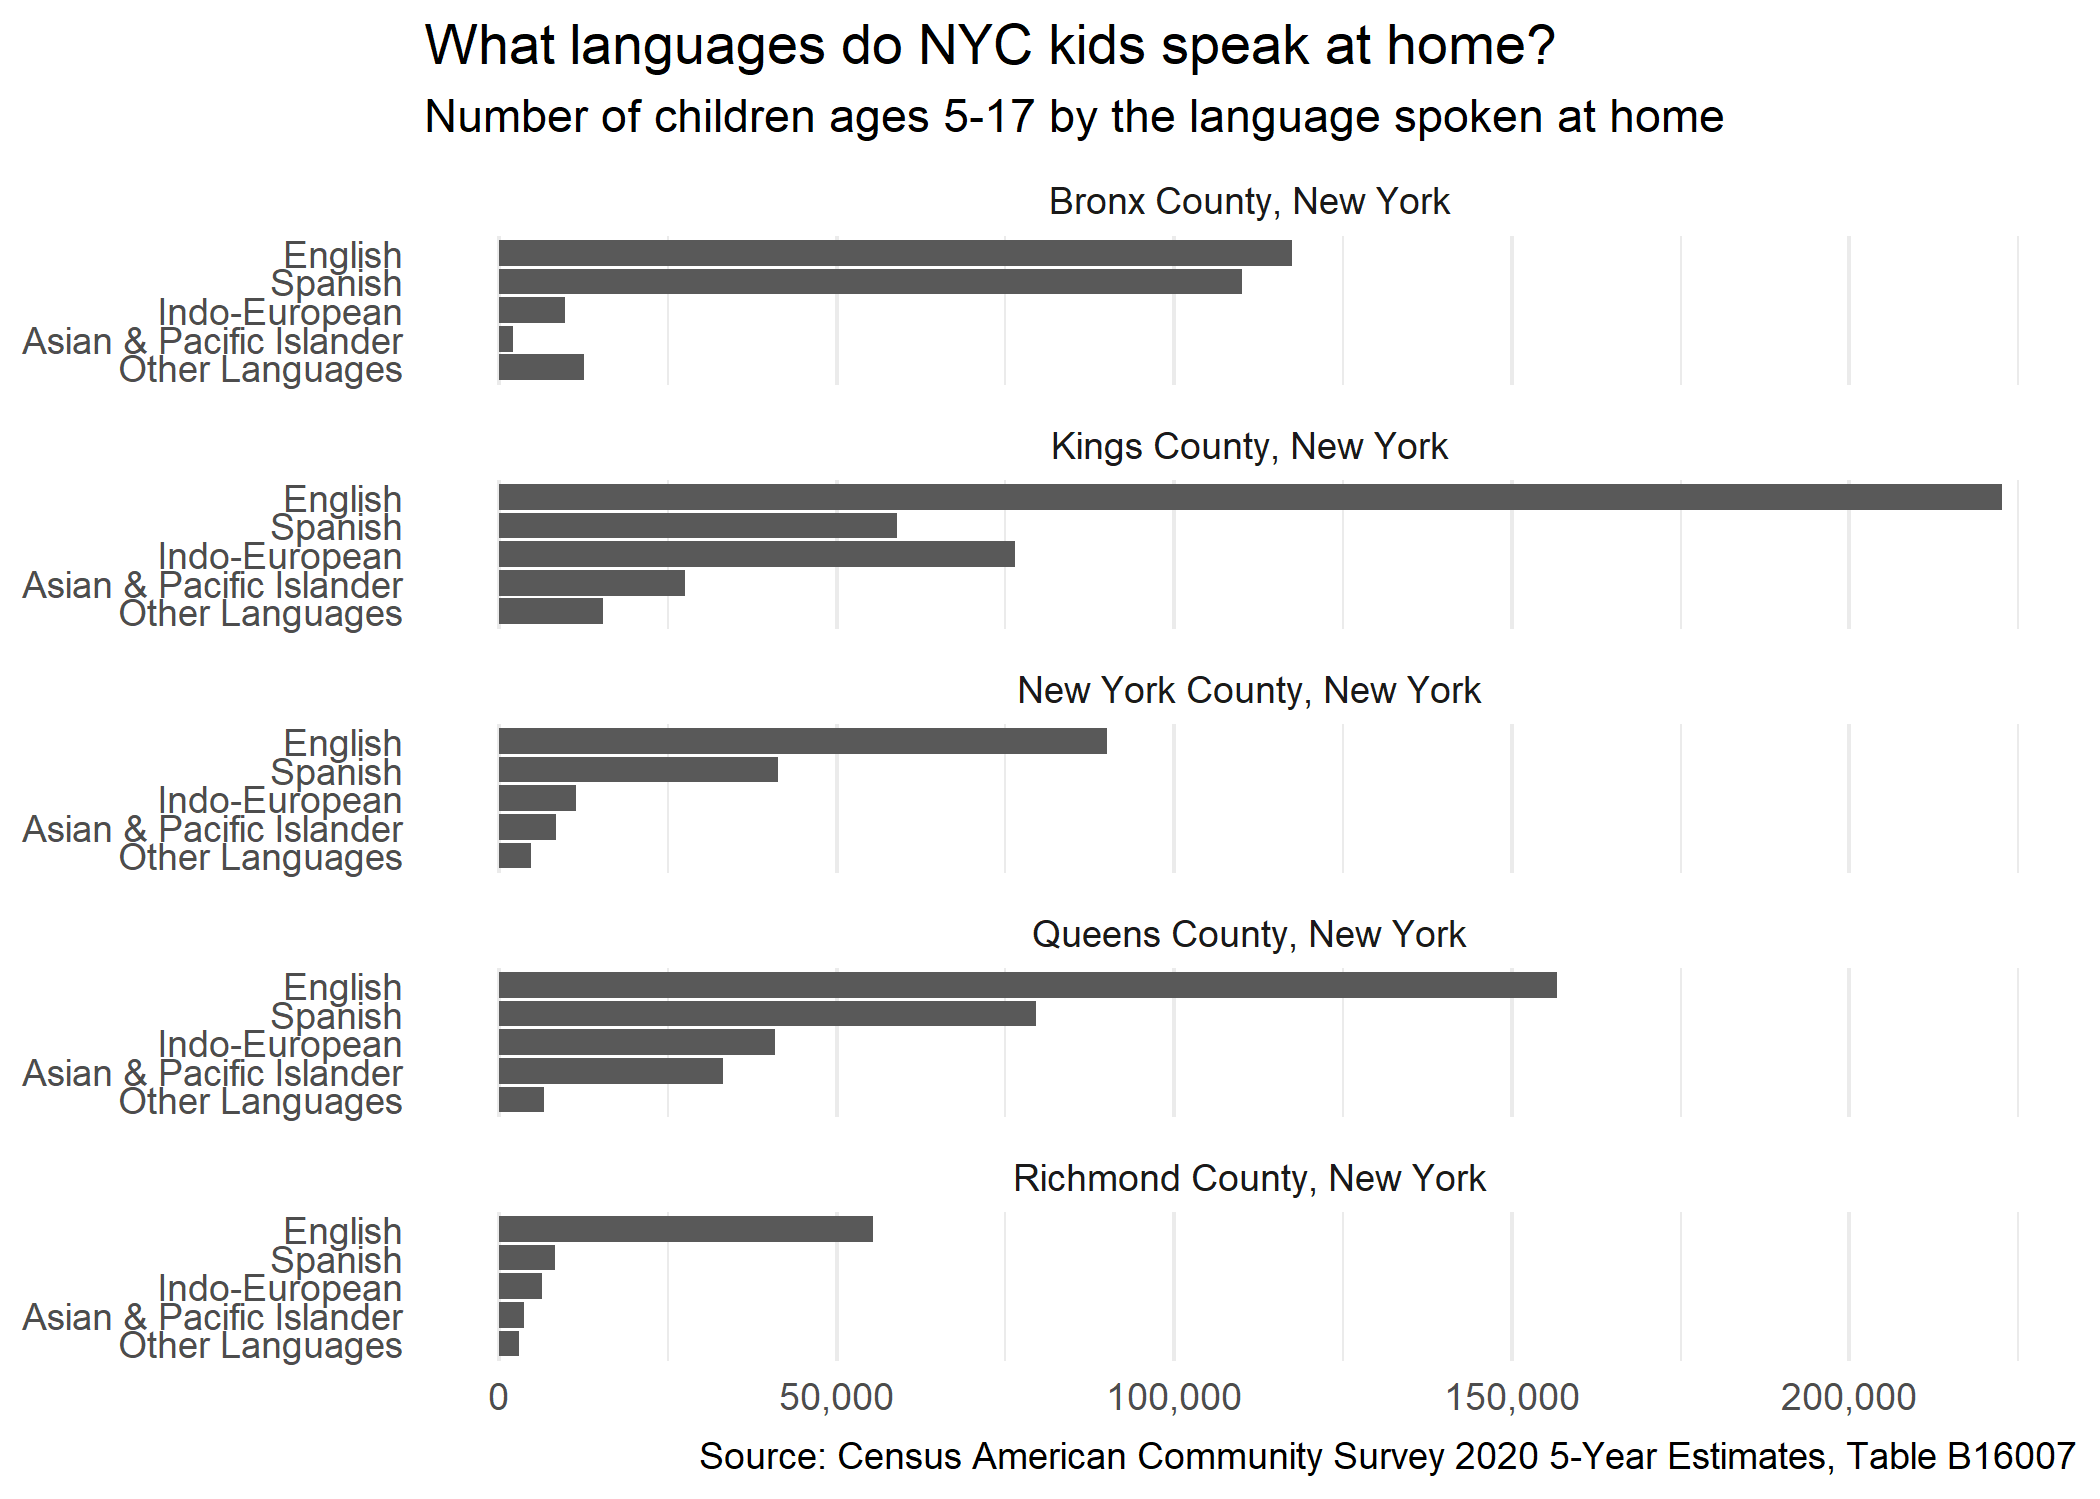 What languages do NYC kids speak at home?
Number of children ages 5-17 by the language spoken at home
Bronx County, New York
English
Spanish
Indo-European
Asian & Pacific Islander
Other Languages
Kings County, New York
English
Spanish
Indo-European
Asian & Pacific Islander
Other Languages
New York County, New York
English
Spanish
Indo-European
Asian & Pacific Islander
Other Languages
Queens County, New York
English
Spanish
Indo-European
Asian & Pacific Islander
Other Languages
Richmond County, New York
English
Spanish
Indo-European
Asian & Pacific Islander
Other Languages
0 50,000 100,000 150,000 200,000
Source: Census American Community Survey 2020 5-Year Estimates, Table B16007